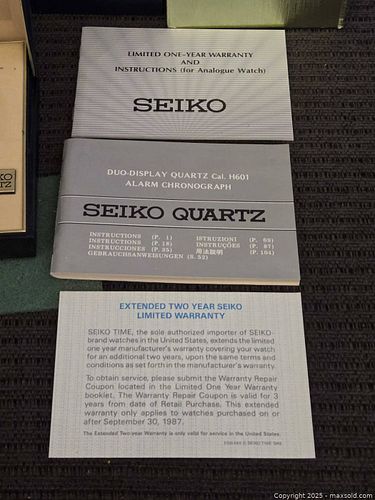 LIMITED ONE-YEAR WARRANTY
AND
INSTRUCTIONS (for Analogue Watch)
SEIKO
DUO-DISPLAY QUARTZ Cal. H601
ALARM CHRONOGRAPH
SEIKO QUARTZ
INSTRUCTIONS (P. 1)
INSTRUCTIONS (P. 18)
INSTRUCCIONES (P. 35)
GEBRAUCHSANWEISUNGEN (S. 52)
ISTRUZIONI (P. 69)
INSTRUÇÕES (P. 87)
用法說明 (P. 104)
KO
TZ
EXTENDED TWO YEAR SEIKO
LIMITED WARRANTY
SEIKO TIME, the sole authorized importer of SEIKO-
brand watches in the United States, extends the limited
one year manufacturer's warranty covering your watch
for an additional two years, upon the same terms and
conditions as set forth in the manufacturer's warranty.
To obtain service, please submit the Warranty Repair
Coupon located in the Limited One Year Warranty
booklet. The Warranty Repair Coupon is valid for 3
years from date of Retail Purchase. This extended
warranty only applies to watches purchased on or
after September 30, 1987.
The Extended Two-year Warranty is only valid for service in the United States.
Copyright 2025 - maxsold.com